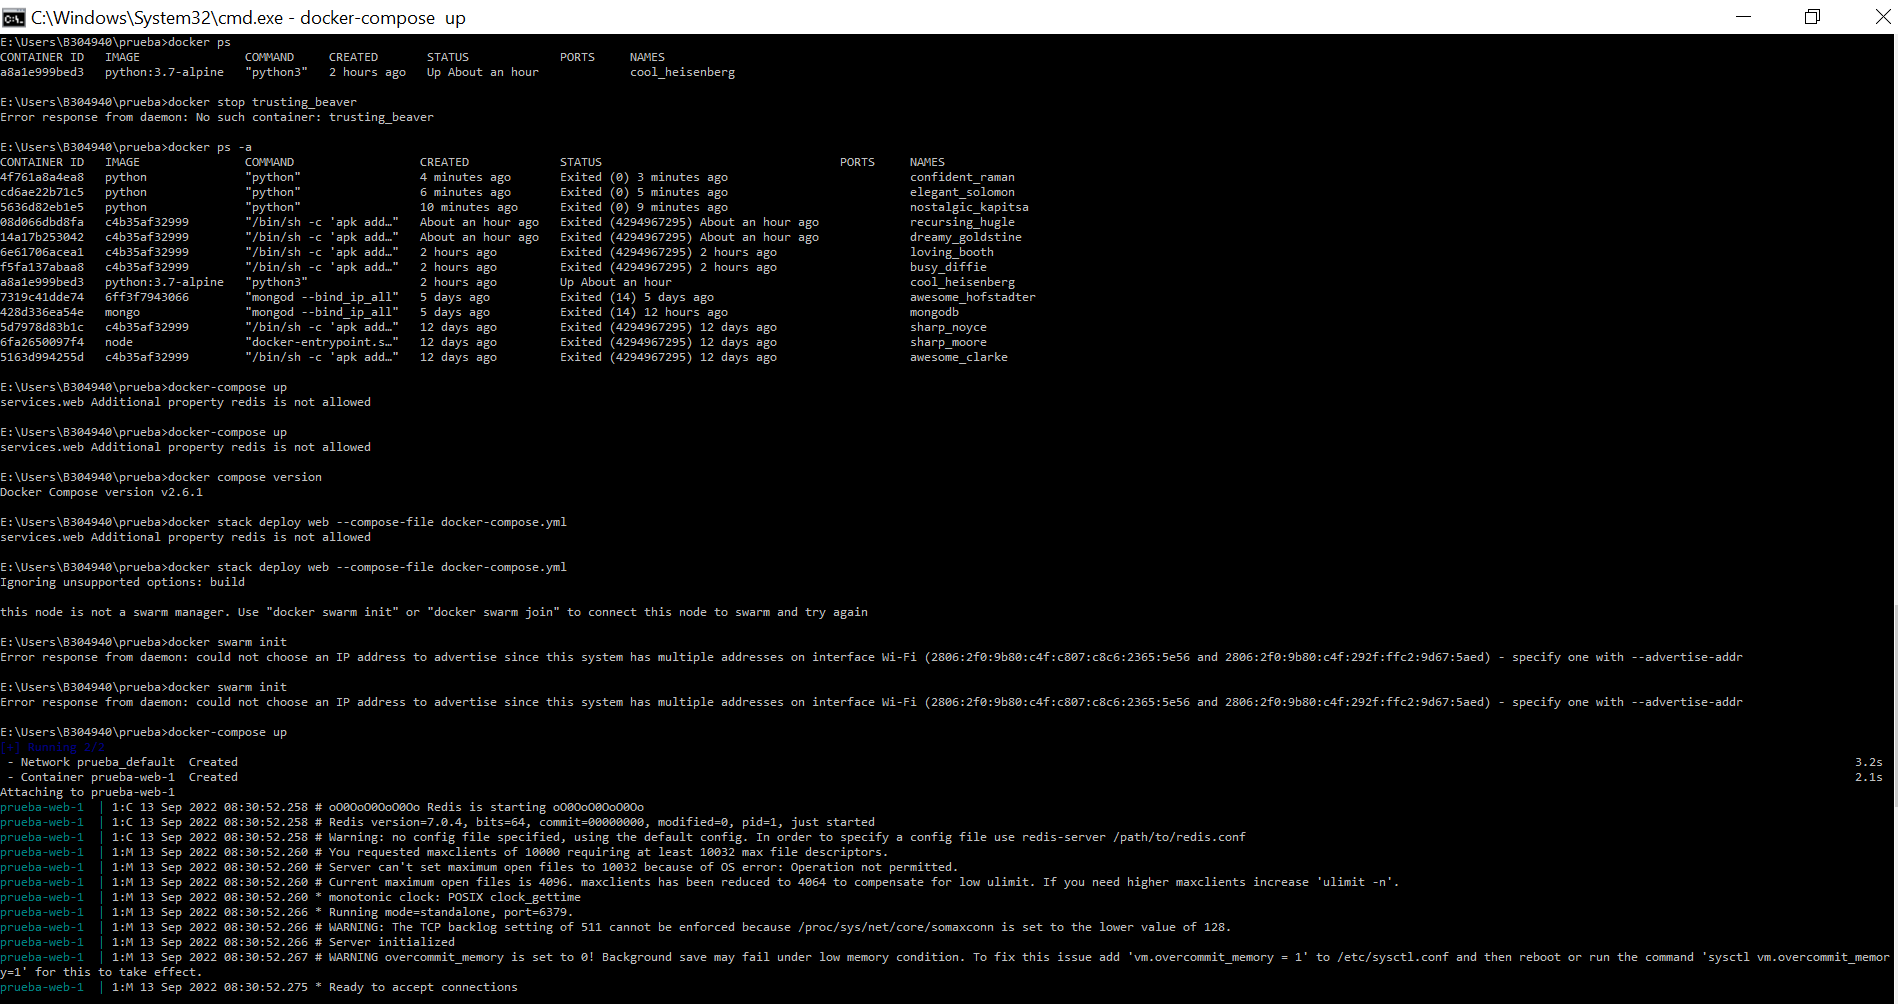 C:\Windows\System32\cmd.exe - docker-compose  up
E:\Users\B304940\prueba>docker ps
CONTAINER ID   IMAGE               COMMAND     CREATED       STATUS             PORTS     NAMES
a8a1e999bed3   python:3.7-alpine   "python3"   2 hours ago   Up About an hour             cool_heisenberg
E:\Users\B304940\prueba>docker stop trusting_beaver
Error response from daemon: No such container: trusting_beaver
E:\Users\B304940\prueba>docker ps -a
CONTAINER ID   IMAGE               COMMAND                  CREATED             STATUS                                  PORTS     NAMES
4f761a8a4ea8   python              "python"                 4 minutes ago       Exited (0) 3 minutes ago                          confident_raman
cd6ae22b71c5   python              "python"                 6 minutes ago       Exited (0) 5 minutes ago                          elegant_solomon
5636d82eb1e5   python              "python"                 10 minutes ago      Exited (0) 9 minutes ago                          nostalgic_kapitsa
08d066dbd8fa   c4b35af32999        "/bin/sh -c 'apk add…"   About an hour ago   Exited (4294967295) About an hour ago             recursing_hugle
14a17b253042   c4b35af32999        "/bin/sh -c 'apk add…"   About an hour ago   Exited (4294967295) About an hour ago             dreamy_goldstine
6e61706acea1   c4b35af32999        "/bin/sh -c 'apk add…"   2 hours ago         Exited (4294967295) 2 hours ago                   loving_booth
f5fa137abaa8   c4b35af32999        "/bin/sh -c 'apk add…"   2 hours ago         Exited (4294967295) 2 hours ago                   busy_diffie
a8a1e999bed3   python:3.7-alpine   "python3"                2 hours ago         Up About an hour                                  cool_heisenberg
7319c41dde74   6ff3f7943066        "mongod --bind_ip_all"   5 days ago          Exited (14) 5 days ago                            awesome_hofstadter
428d336ea54e   mongo               "mongod --bind_ip_all"   5 days ago          Exited (14) 12 hours ago                          mongodb
5d7978d83b1c   c4b35af32999        "/bin/sh -c 'apk add…"   12 days ago         Exited (4294967295) 12 days ago                   sharp_noyce
6fa2650097f4   node                "docker-entrypoint.s…"   12 days ago         Exited (4294967295) 12 days ago                   sharp_moore
5163d994255d   c4b35af32999        "/bin/sh -c 'apk add…"   12 days ago         Exited (4294967295) 12 days ago                   awesome_clarke
E:\Users\B304940\prueba>docker-compose up
services.web Additional property redis is not allowed
E:\Users\B304940\prueba>docker-compose up
services.web Additional property redis is not allowed
E:\Users\B304940\prueba>docker compose version
Docker Compose version v2.6.1
E:\Users\B304940\prueba>docker stack deploy web --compose-file docker-compose.yml
services.web Additional property redis is not allowed
E:\Users\B304940\prueba>docker stack deploy web --compose-file docker-compose.yml
Ignoring unsupported options: build
this node is not a swarm manager. Use "docker swarm init" or "docker swarm join" to connect this node to swarm and try again
E:\Users\B304940\prueba>docker swarm init
Error response from daemon: could not choose an IP address to advertise since this system has multiple addresses on interface Wi-Fi (2806:2f0:9b80:c4f:c807:c8c6:2365:5e56 and 2806:2f0:9b80:c4f:292f:ffc2:9d67:5aed) - specify one with --advertise-addr
E:\Users\B304940\prueba>docker swarm init
Error response from daemon: could not choose an IP address to advertise since this system has multiple addresses on interface Wi-Fi (2806:2f0:9b80:c4f:c807:c8c6:2365:5e56 and 2806:2f0:9b80:c4f:292f:ffc2:9d67:5aed) - specify one with --advertise-addr
E:\Users\B304940\prueba>docker-compose up
[+] Running 2/2
 - Network prueba_default  Created 3.2s
 - Container prueba-web-1  Created 2.1s
Attaching to prueba-web-1
prueba-web-1  | 1:C 13 Sep 2022 08:30:52.258 # oO0OoO0OoO0Oo Redis is starting oO0OoO0OoO0Oo
prueba-web-1  | 1:C 13 Sep 2022 08:30:52.258 # Redis version=7.0.4, bits=64, commit=00000000, modified=0, pid=1, just started
prueba-web-1  | 1:C 13 Sep 2022 08:30:52.258 # Warning: no config file specified, using the default config. In order to specify a config file use redis-server /path/to/redis.conf
prueba-web-1  | 1:M 13 Sep 2022 08:30:52.260 # You requested maxclients of 10000 requiring at least 10032 max file descriptors.
prueba-web-1  | 1:M 13 Sep 2022 08:30:52.260 # Server can't set maximum open files to 10032 because of OS error: Operation not permitted.
prueba-web-1  | 1:M 13 Sep 2022 08:30:52.260 # Current maximum open files is 4096. maxclients has been reduced to 4064 to compensate for low ulimit. If you need higher maxclients increase 'ulimit -n'.
prueba-web-1  | 1:M 13 Sep 2022 08:30:52.260 * monotonic clock: POSIX clock_gettime
prueba-web-1  | 1:M 13 Sep 2022 08:30:52.266 * Running mode=standalone, port=6379.
prueba-web-1  | 1:M 13 Sep 2022 08:30:52.266 # WARNING: The TCP backlog setting of 511 cannot be enforced because /proc/sys/net/core/somaxconn is set to the lower value of 128.
prueba-web-1  | 1:M 13 Sep 2022 08:30:52.266 # Server initialized
prueba-web-1  | 1:M 13 Sep 2022 08:30:52.267 # WARNING overcommit_memory is set to 0! Background save may fail under low memory condition. To fix this issue add 'vm.overcommit_memory = 1' to /etc/sysctl.conf and then reboot or run the command 'sysctl vm.overcommit_memor
y=1' for this to take effect.
prueba-web-1  | 1:M 13 Sep 2022 08:30:52.275 * Ready to accept connections